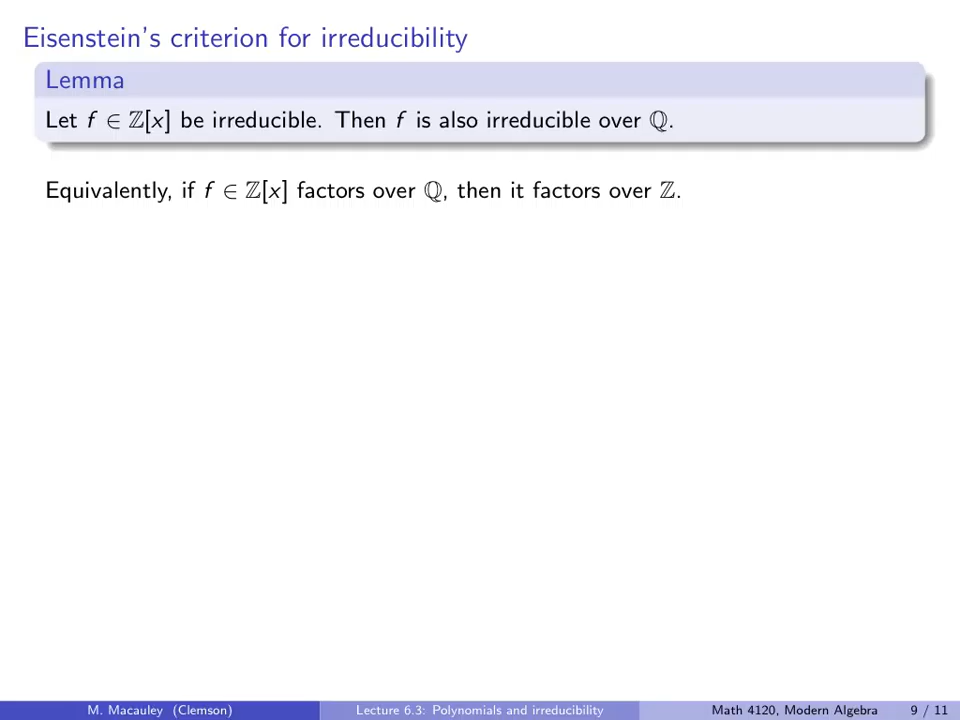 Eisenstein's criterion for irreducibility
Lemma
Let f ∈ ℤ[x] be irreducible. Then f is also irreducible over ℚ.
Equivalently, if f ∈ ℤ[x] factors over ℚ, then it factors over ℤ.
M. Macauley (Clemson) Lecture 6.3: Polynomials and irreducibility Math 4120, Modern Algebra 9 / 11